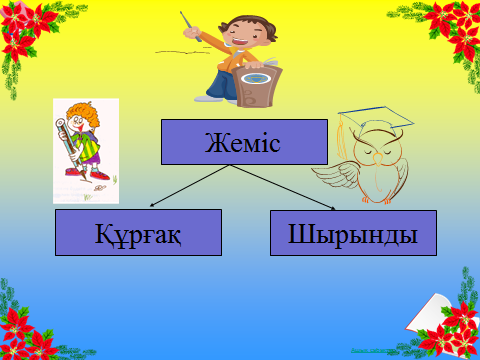 Жеміс
Құрғақ
Шырынды